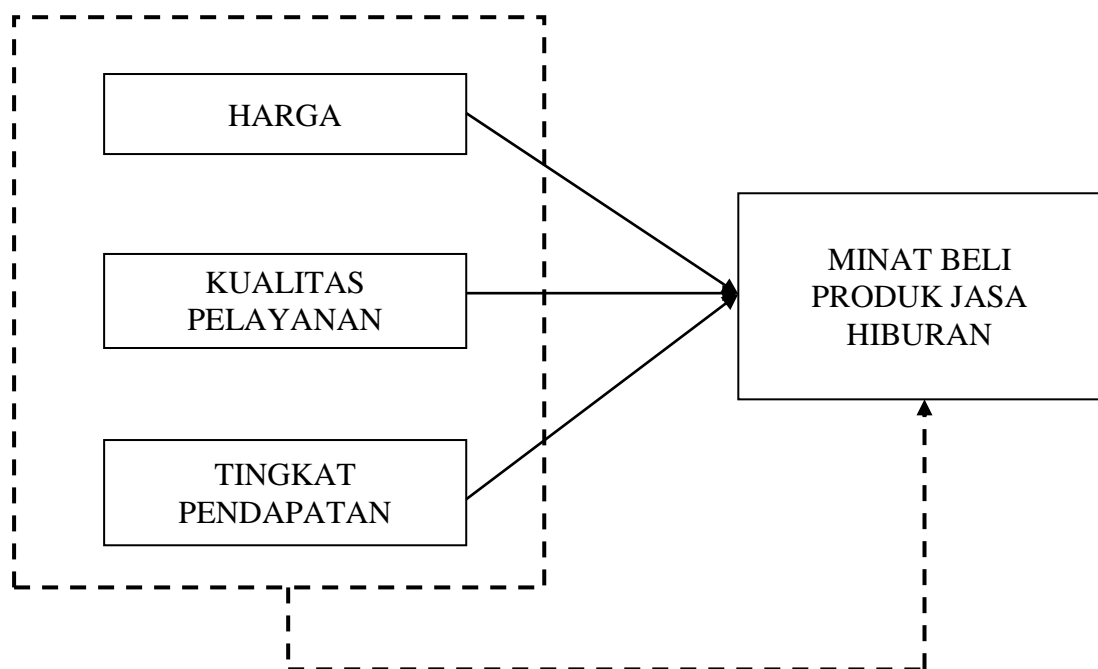 HARGA
KUALITAS
PELAYANAN
TINGKAT
PENDAPATAN
MINAT BELI
PRODUK JASA
HIBURAN